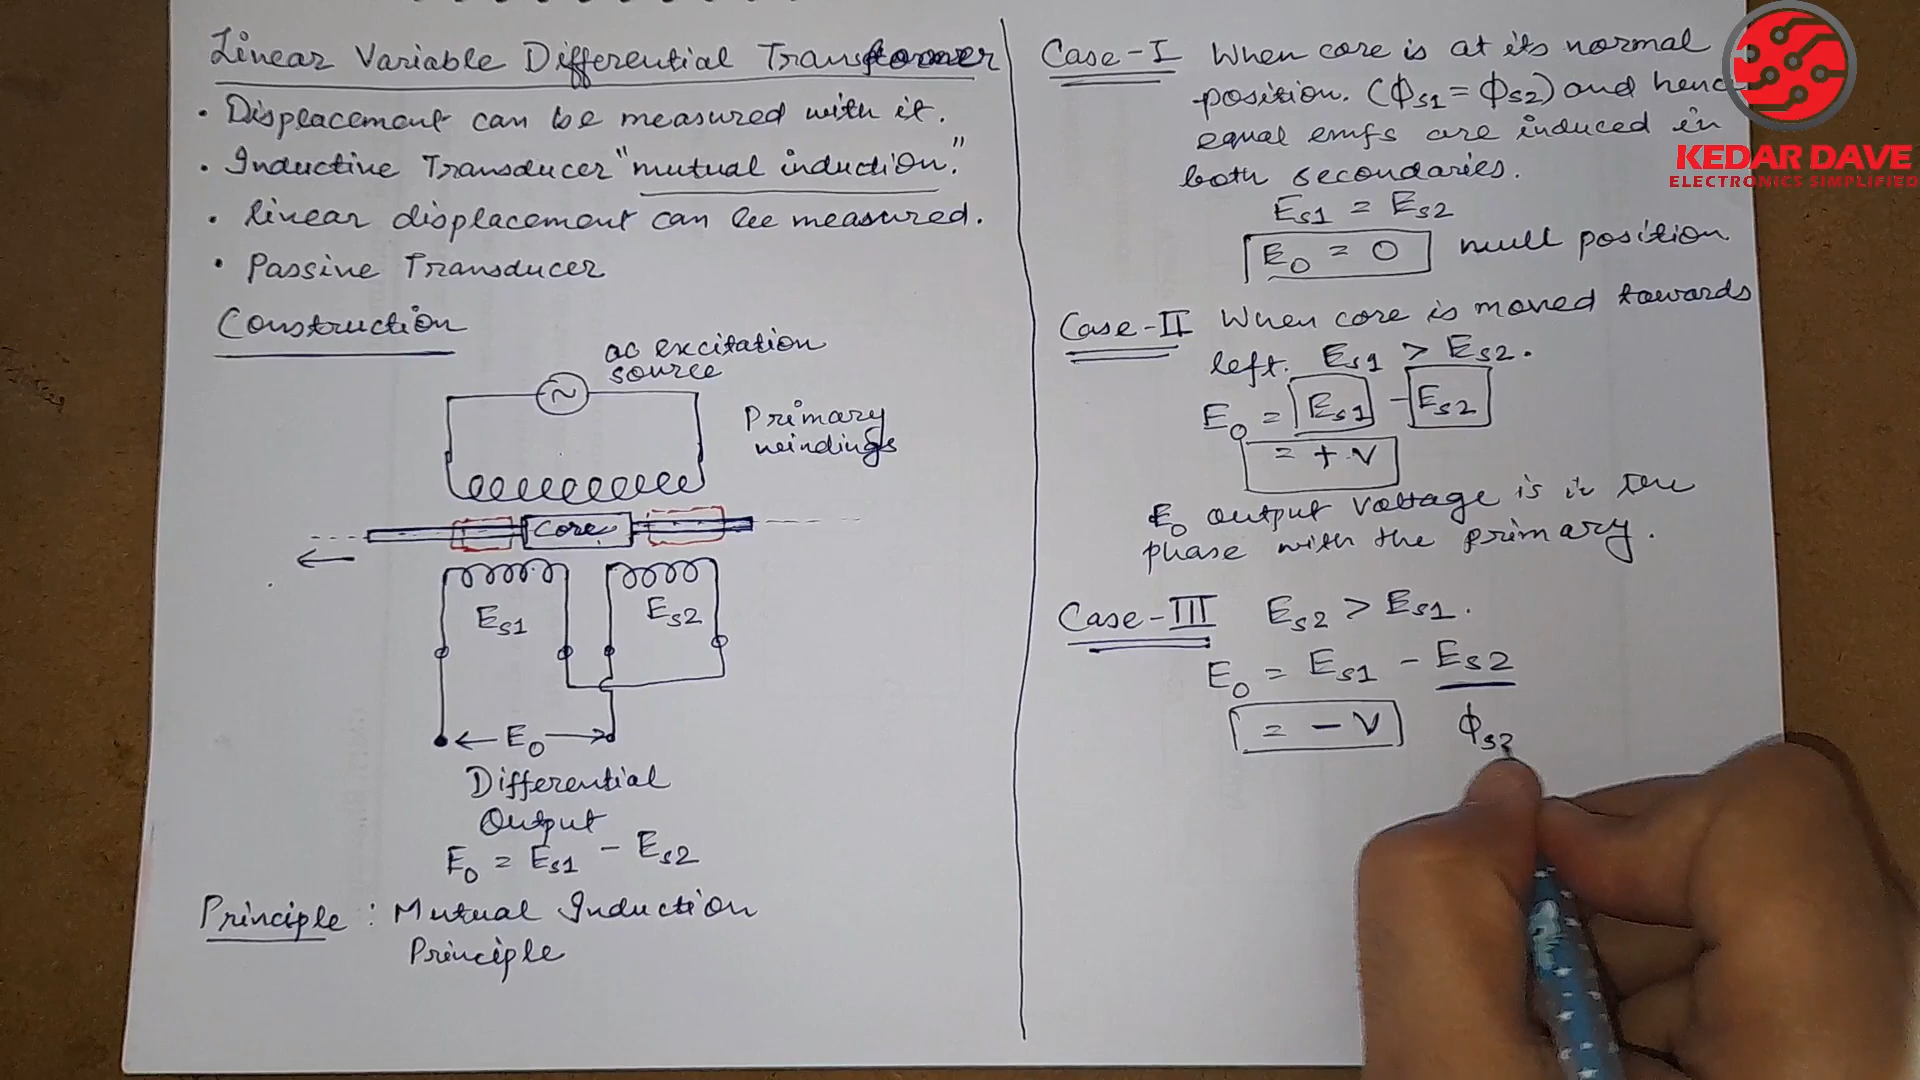 Linear Variable Differential Transformer
• Displacement can be measured with it.
• Inductive Transducer "mutual induction."
• linear displacement can be measured.
• Passive Transducer
Construction
ac excitation
source
~
Primary
windings
Core
ES1
ES2
← E0 →
Differential
Output
E0 = ES1 - ES2
Principle : Mutual Induction
Principle
Case-I When core is at its normal
position. (ϕS1 = ϕS2) and henc
equal emfs are induced in
both secondaries.
ES1 = ES2
E0 = 0 null position
Case-II When core is moved towards
left. ES1 > ES2.
E0 = ES1 - ES2
= + V
E0 output voltage is in the
phase with the primary.
Case-III ES2 > ES1.
E0 = ES1 - ES2
= - V ϕS2
KEDAR DAVE
ELECTRONICS SIMPLIFIED